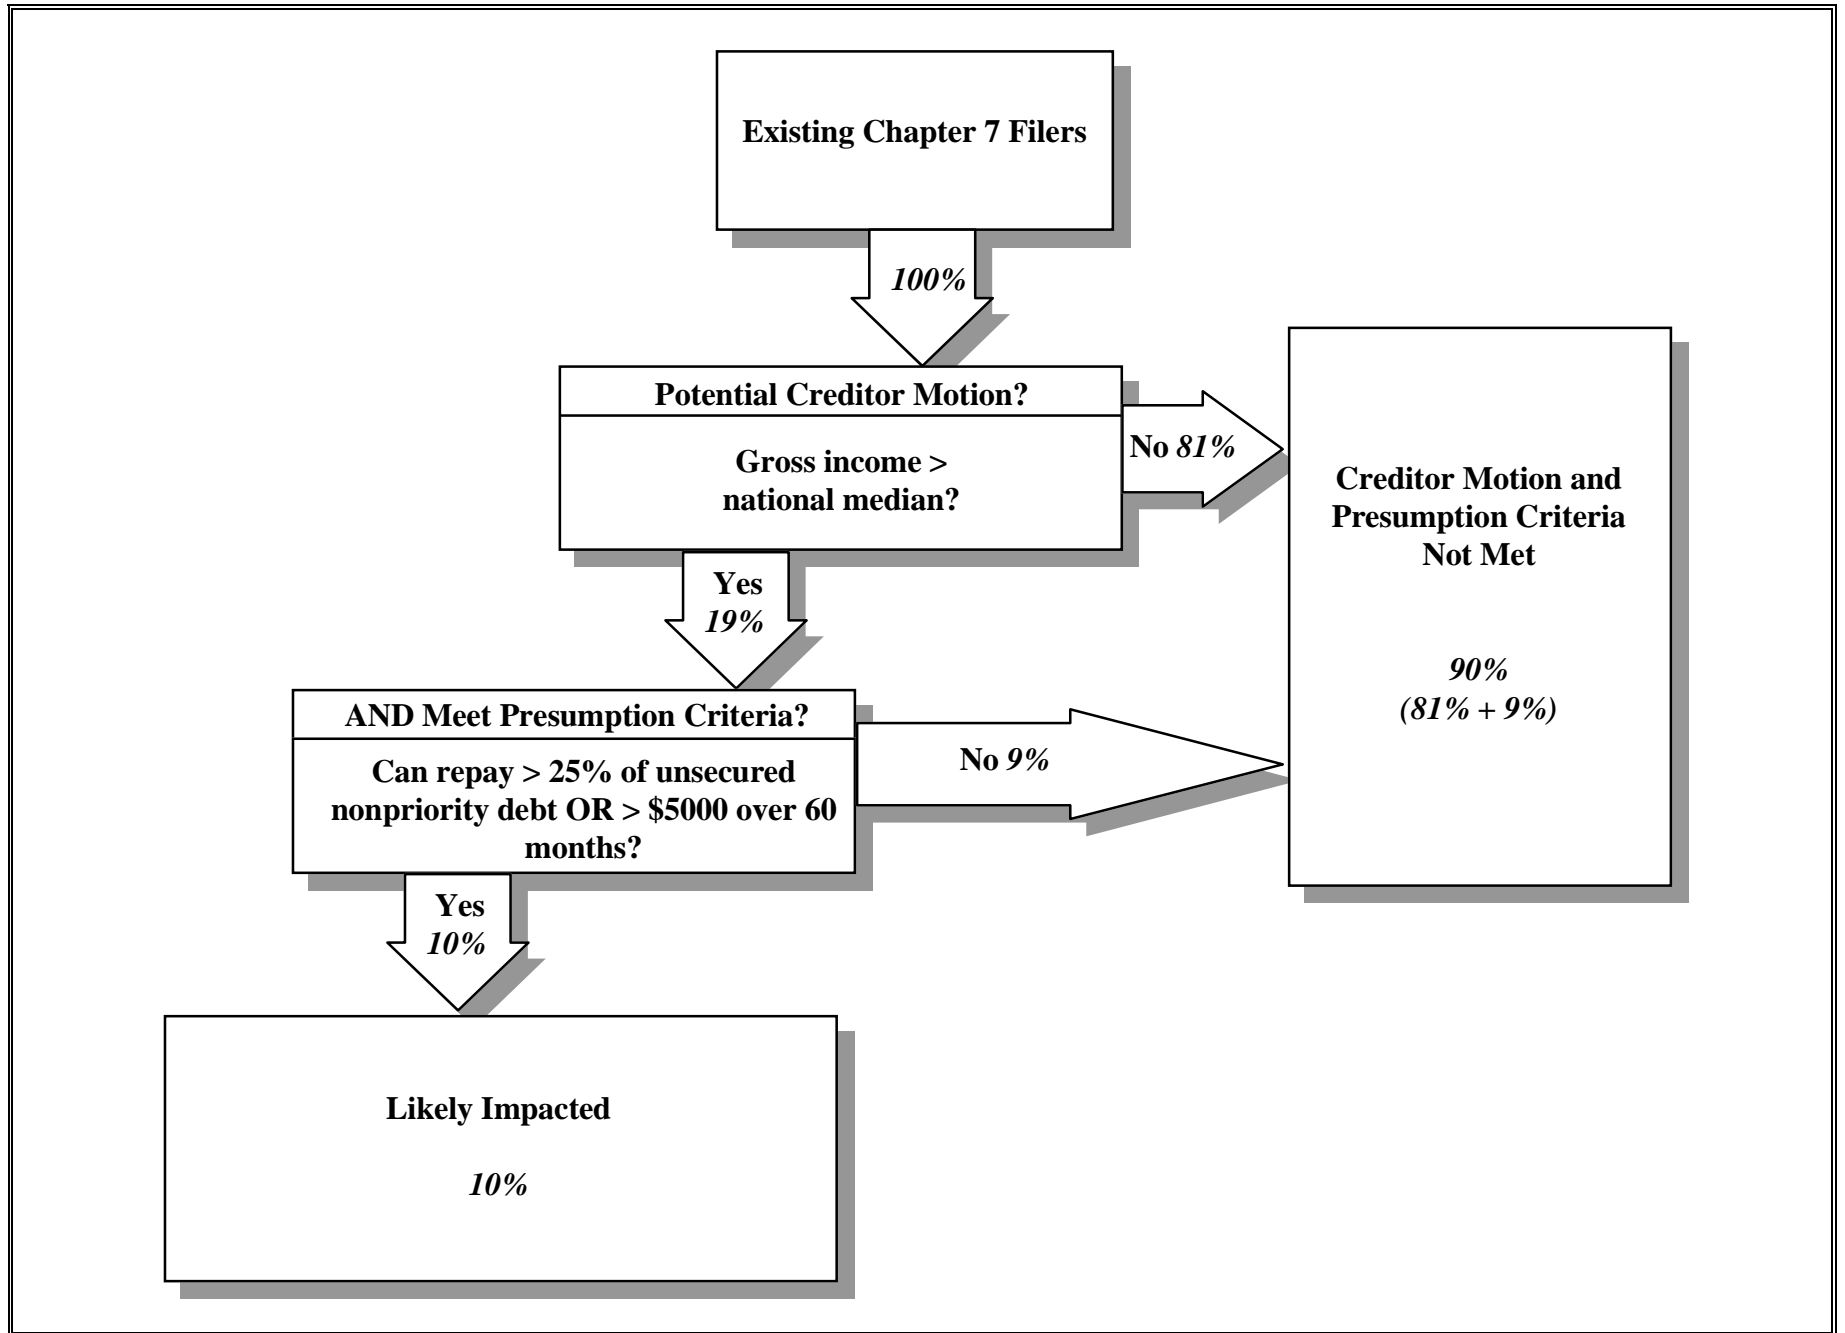 Existing Chapter 7 Filers
100%
Potential Creditor Motion?
Gross income >
national median?
No 81%
Creditor Motion and
Presumption Criteria
Not Met
90%
(81% + 9%)
Yes
19%
AND Meet Presumption Criteria?
Can repay > 25% of unsecured
nonpriority debt OR > $5000 over 60
months?
No 9%
Yes
10%
Likely Impacted
10%